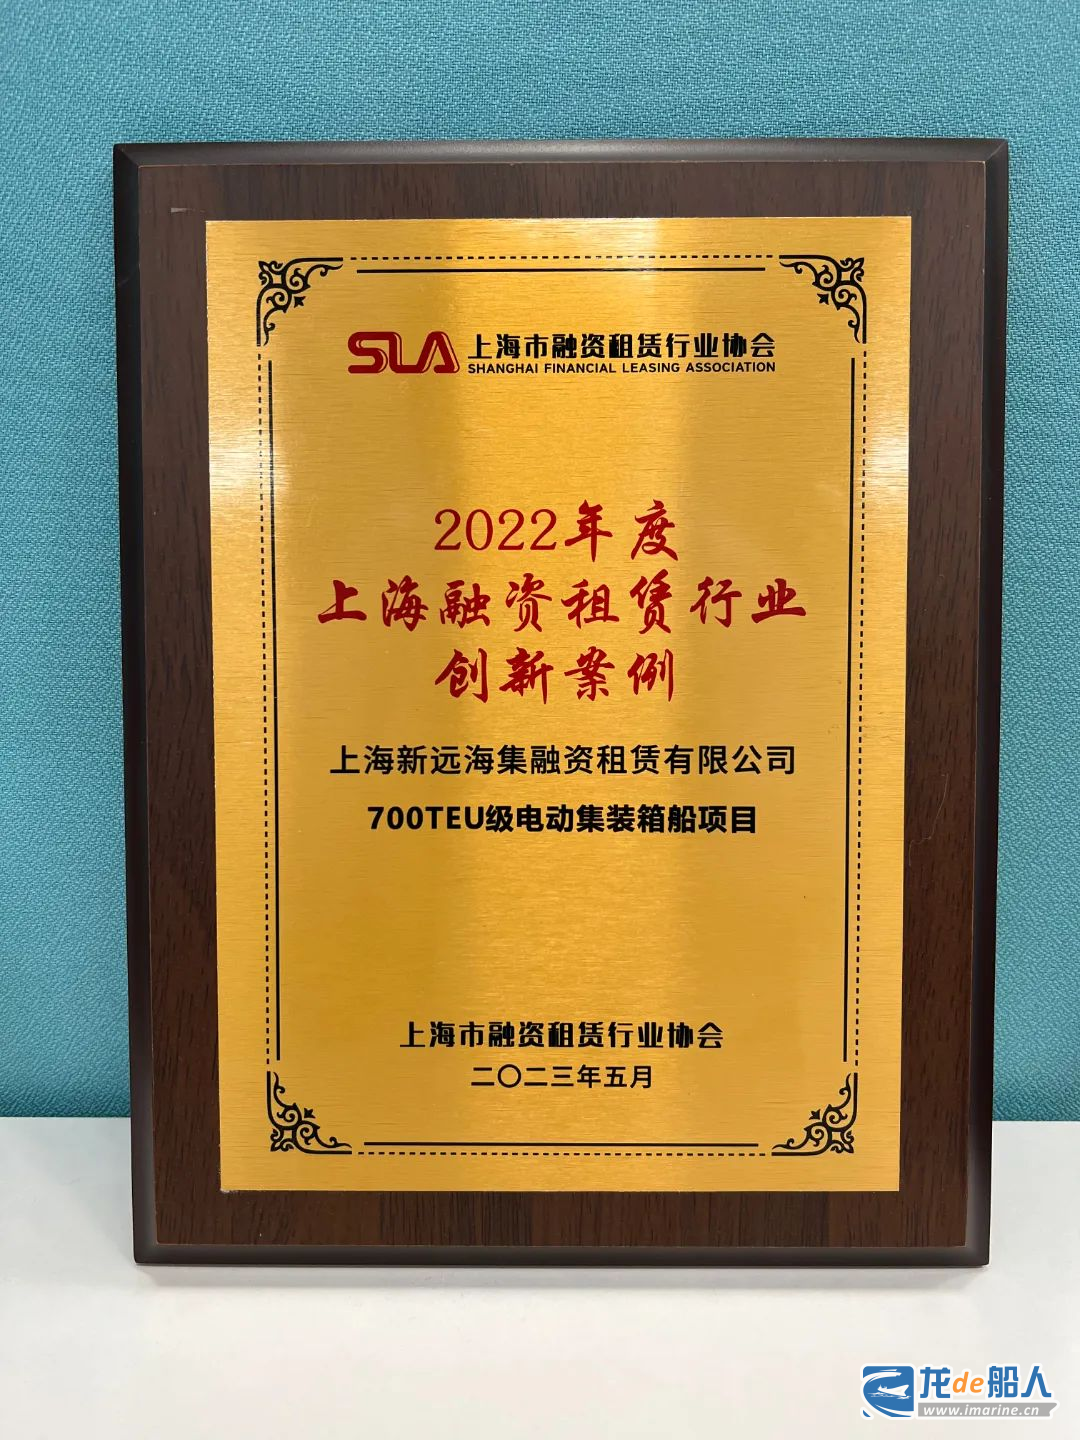 SLA 上海市融资租赁行业协会
SHANGHAI FINANCIAL LEASING ASSOCIATION
2022年度
上海融资租赁行业
创新案例
上海新远海集融资租赁有限公司
700TEU级电动集装箱船项目
上海市融资租赁行业协会
二〇二三年五月
龙de船人
www.imarine.cn